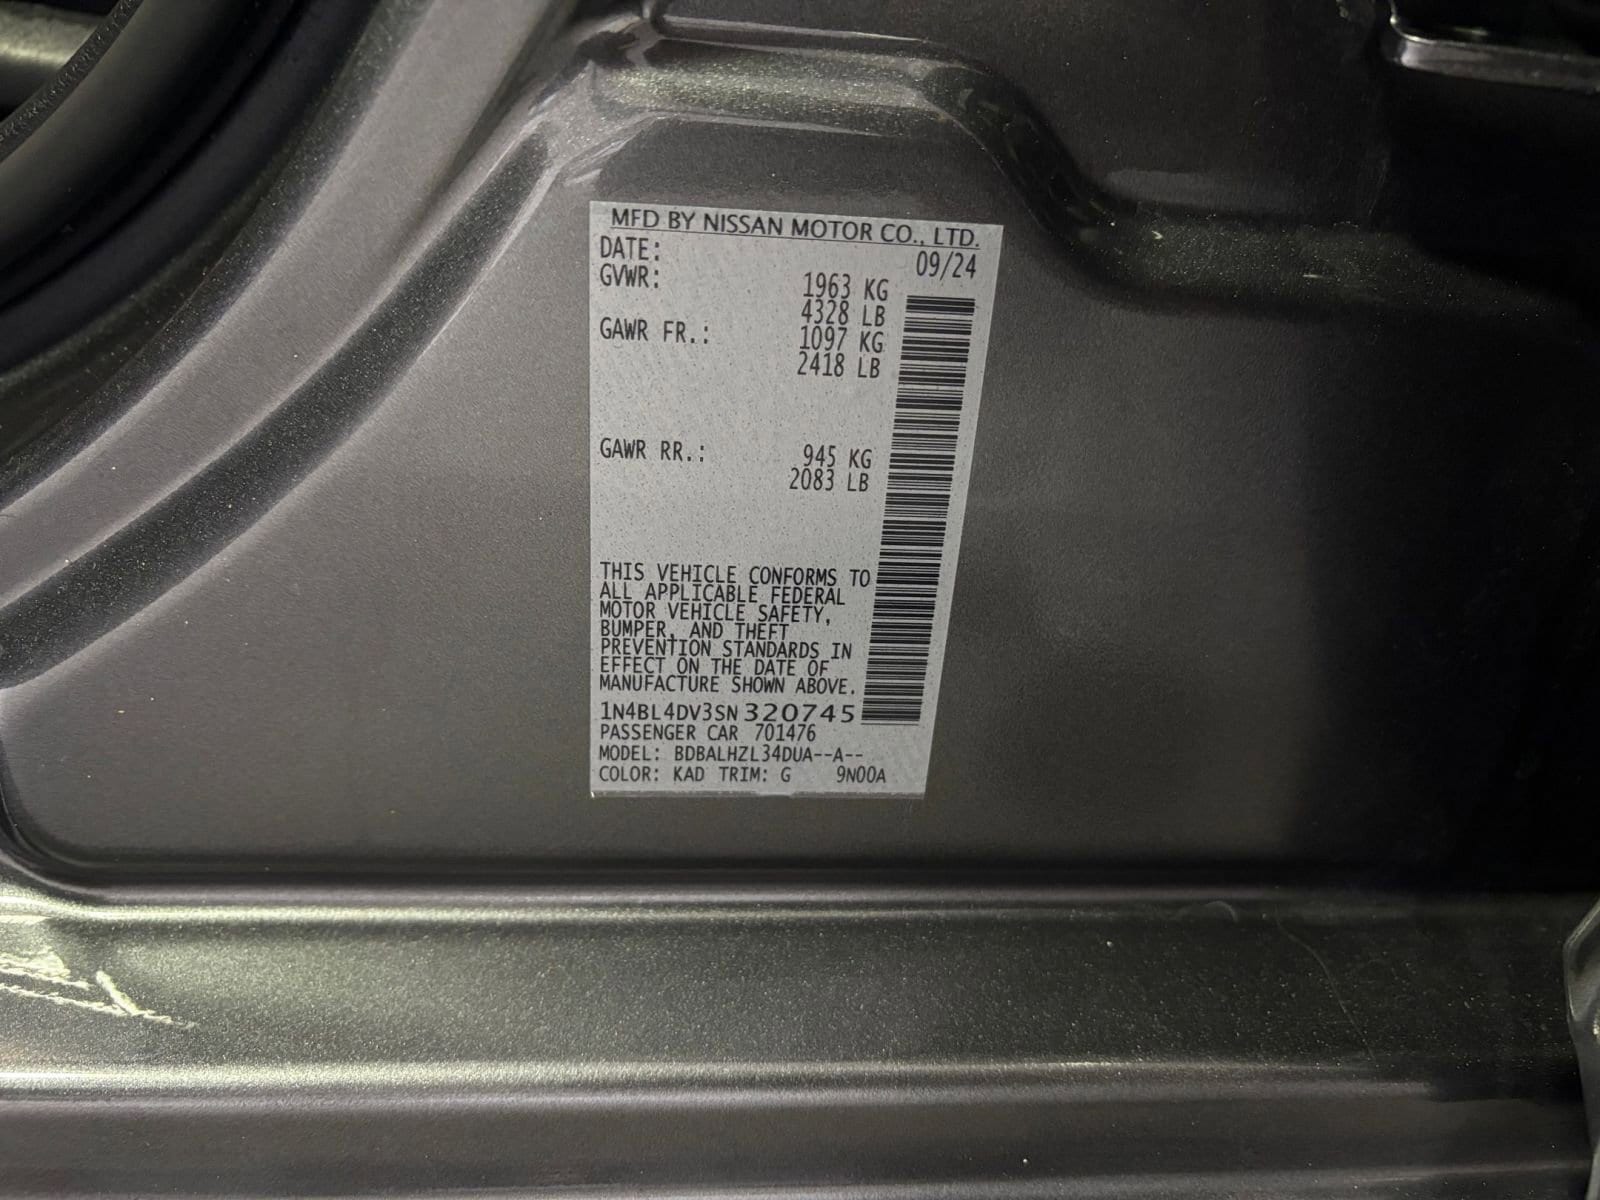 MFD BY NISSAN MOTOR CO., LTD.
DATE: 09/24
GVWR: 1963 KG
4328 LB
GAWR FR.: 1097 KG
2418 LB
GAWR RR.: 945 KG
2083 LB
THIS VEHICLE CONFORMS TO
ALL APPLICABLE FEDERAL
MOTOR VEHICLE SAFETY,
BUMPER, AND THEFT
PREVENTION STANDARDS IN
EFFECT ON THE DATE OF
MANUFACTURE SHOWN ABOVE.
1N4BL4DV3SN320745
PASSENGER CAR 701476
MODEL: BDBALHZL34DUA--A--
COLOR: KAD TRIM: G 9N00A